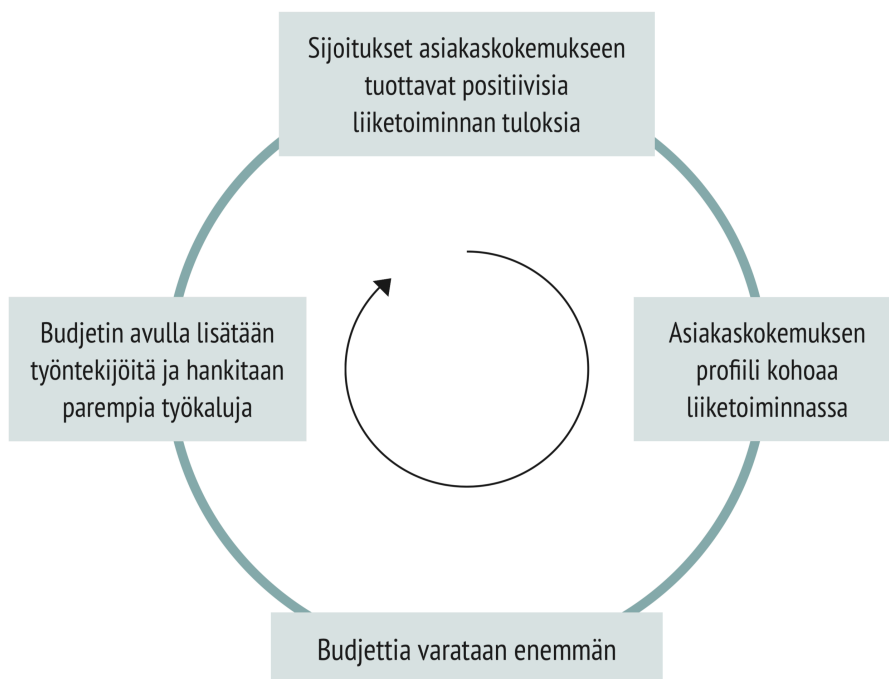 Sijoitukset asiakaskokemukseen
tuottavat positiivisia
liiketoiminnan tuloksia
Asiakaskokemuksen
profiili kohoaa
liiketoiminnassa
Budjettia varataan enemmän
Budjetin avulla lisätään
työntekijöitä ja hankitaan
parempia työkaluja